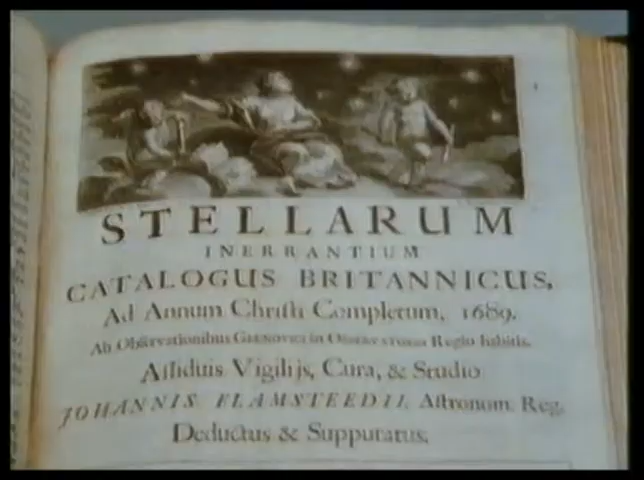 STELLARUM
INERRANTIUM
CATALOGUS BRITANNICUS,
Ad Annum Christi Completum, 1689.
Ab Observationibus Grenovici in Observatorio Regio habitis,
Assiduis Vigiliis, Cura, & Studio
JOHANNIS FLAMSTEEDII, Astronom. Reg.
Deductus & Supputatus.